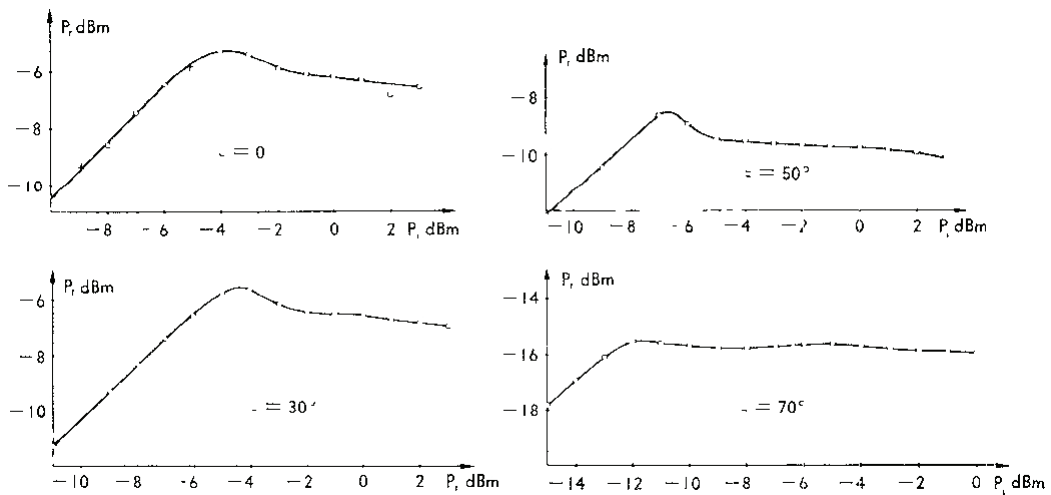 P, dBm
−6
−8
−10
= 0
−8 -6 −4 −2 0 2 P, dBm
P, dBm
−8
−10
= 50°
−10 −8 −6 −4 −2 0 2 P, dBm
P, dBm
−6
−8
−10
= 30°
−10 −8 -6 −4 −2 0 2 P, dBm
P, dBm
−14
−16
−18
= 70°
−14 −12 −10 −8 −6 −4 −2 0 P, dBm